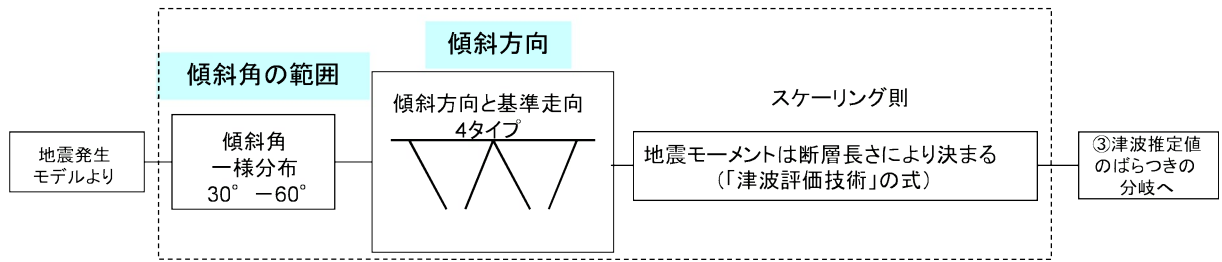 傾斜方向
傾斜角の範囲
スケーリング則
地震発生
モデルより
傾斜角
一様分布
30°－60°
傾斜方向と基準走向
4タイプ
地震モーメントは断層長さにより決まる
（「津波評価技術」の式）
③津波推定値
のばらつきの
分岐へ